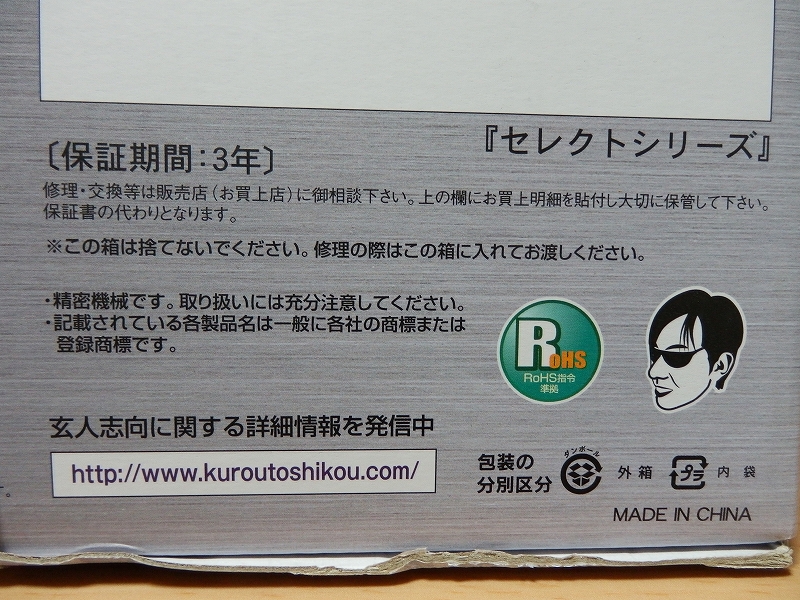 『セレクトシリーズ』
〔保証期間：3年〕
修理・交換等は販売店（お買上店）に御相談下さい。上の欄にお買上明細を貼付し大切に保管して下さい。
保証書の代わりとなります。
※この箱は捨てないでください。修理の際はこの箱に入れてお渡しください。
・精密機械です。取り扱いには充分注意してください。
・記載されている各製品名は一般に各社の商標または
登録商標です。
RoHS
RoHS指令
準拠
玄人志向に関する詳細情報を発信中
http://www.kuroutoshikou.com/
包装の
分別区分
ダンボール
外箱
プラ
内袋
す。
MADE IN CHINA